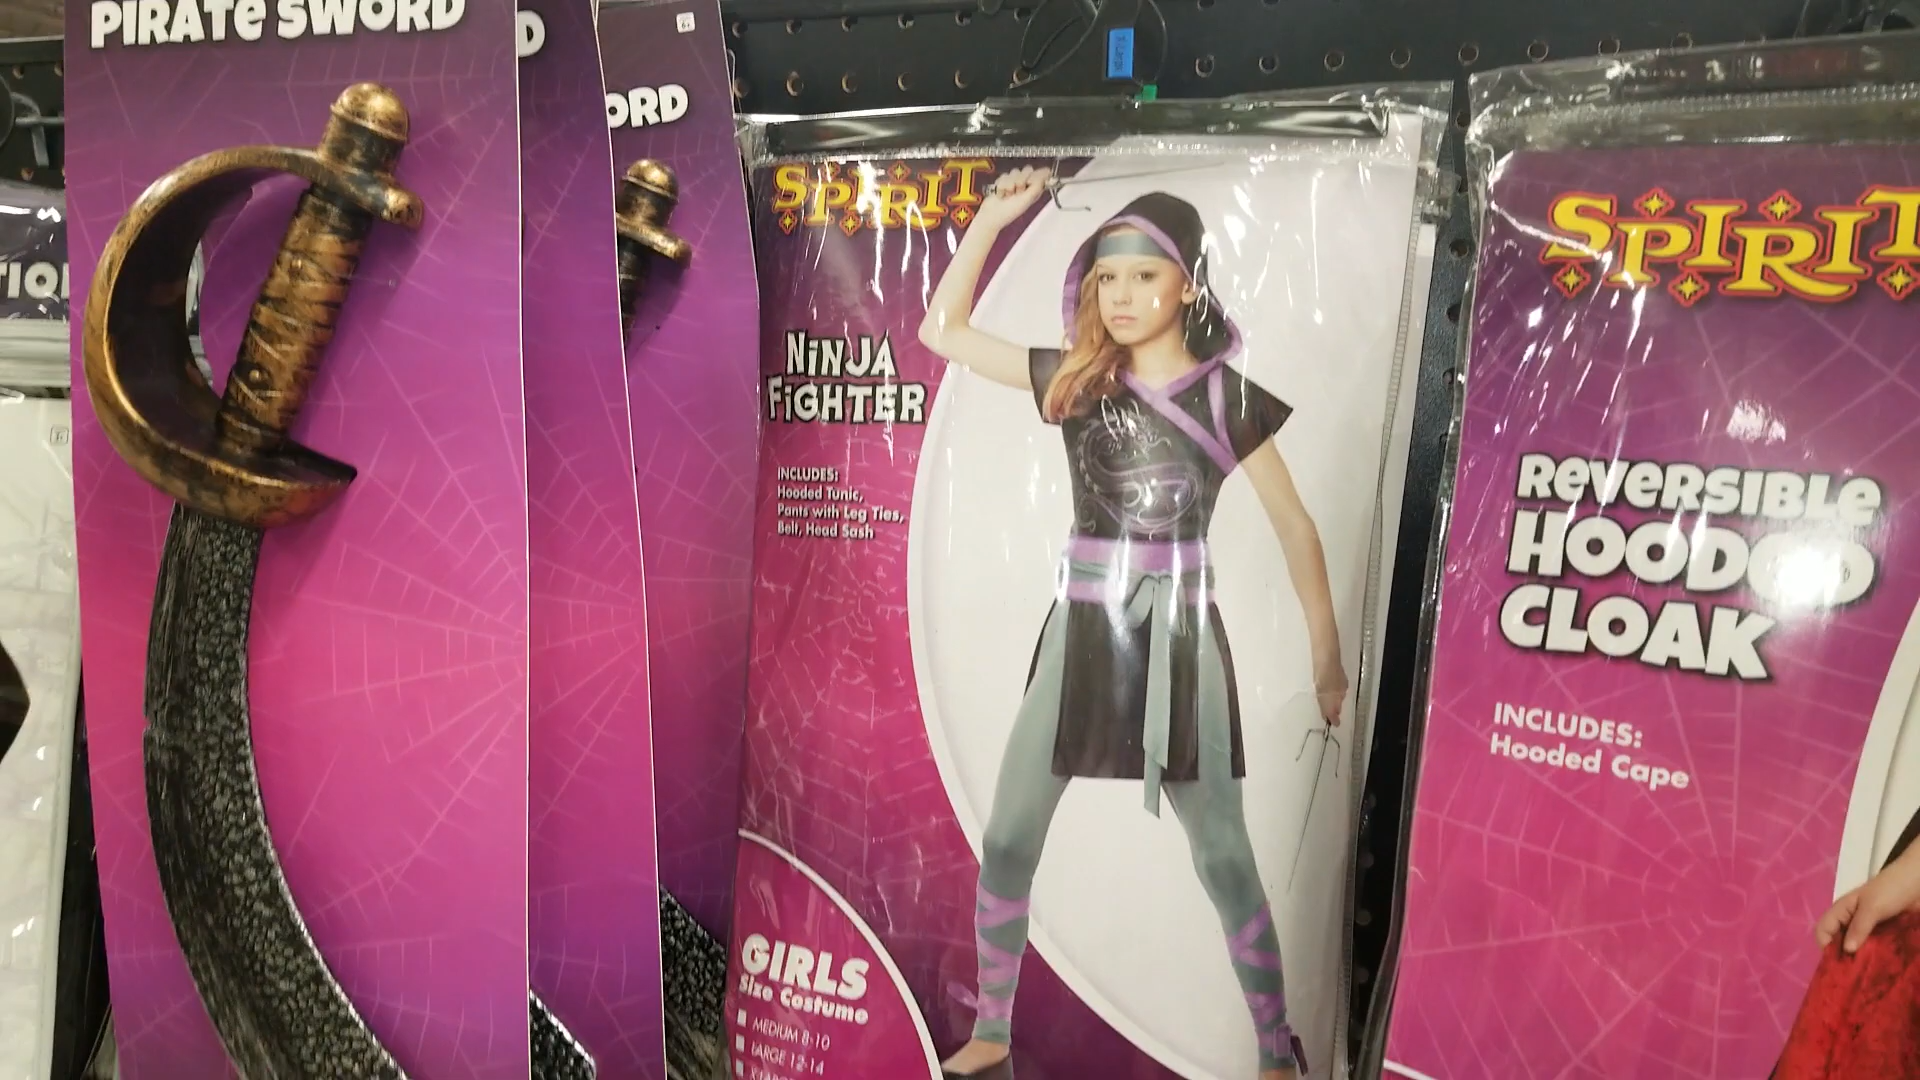 PIRATE SWORD
D
ORD
TIO
SPIRIT
NINJA
FIGHTER
INCLUDES:
Hooded Tunic,
Pants with Leg Ties,
Belt, Head Sash
GIRLS
Size Costume
MEDIUM 8-10
LARGE 12-14
SPIRIT
REVERSIBLE
HOODED
CLOAK
INCLUDES:
Hooded Cape